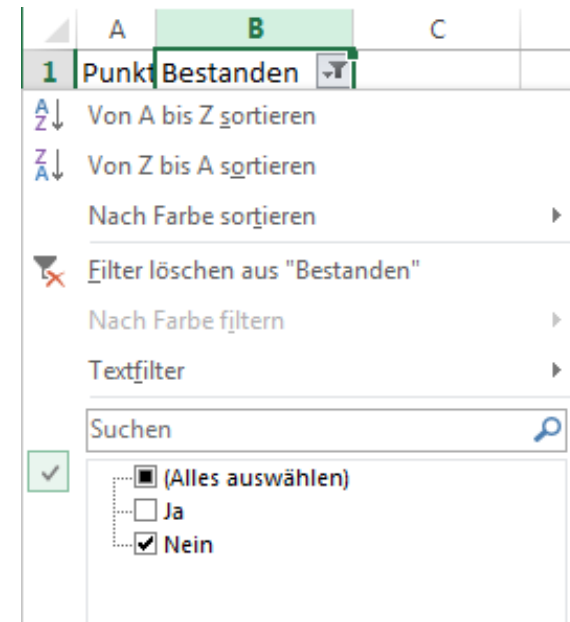 A B C
1 Punkt Bestanden
Von A bis Z sortieren
Von Z bis A sortieren
Nach Farbe sortieren
Filter löschen aus "Bestanden"
Nach Farbe filtern
Textfilter
Suchen
(Alles auswählen)
Ja
Nein